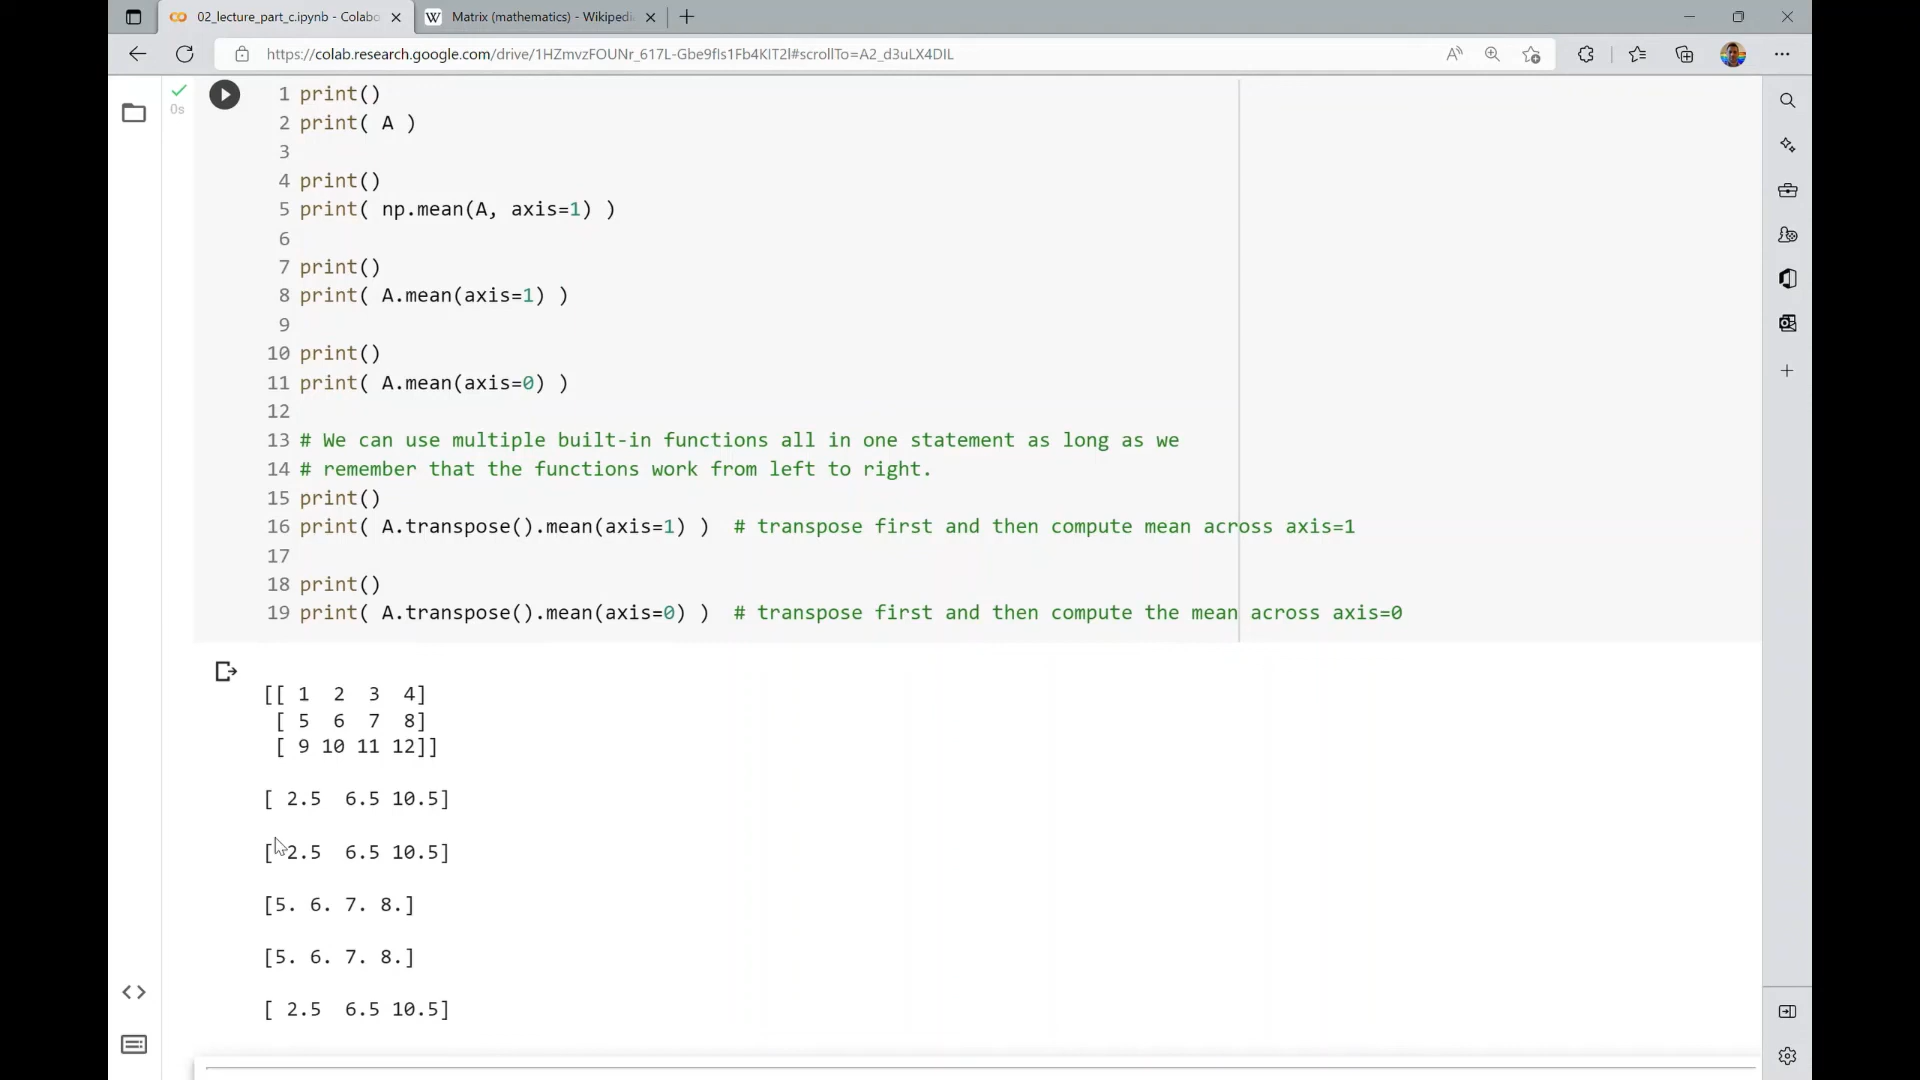 02_lecture_part_c.ipynb - Colabo
Matrix (mathematics) - Wikipedi
https://colab.research.google.com/drive/1HZmvzFOUNr_617L-Gbe9fIs1Fb4KlT2l#scrollTo=A2_d3uLX4DIL
0s
1 print()
2 print( A )
3
4 print()
5 print( np.mean(A, axis=1) )
6
7 print()
8 print( A.mean(axis=1) )
9
10 print()
11 print( A.mean(axis=0) )
12
13 # We can use multiple built-in functions all in one statement as long as we
14 # remember that the functions work from left to right.
15 print()
16 print( A.transpose().mean(axis=1) )  # transpose first and then compute mean across axis=1
17
18 print()
19 print( A.transpose().mean(axis=0) )  # transpose first and then compute the mean across axis=0
[[ 1  2  3  4]
[ 5  6  7  8]
[ 9 10 11 12]]
[ 2.5  6.5 10.5]
[ 2.5  6.5 10.5]
[5. 6. 7. 8.]
[5. 6. 7. 8.]
[ 2.5  6.5 10.5]